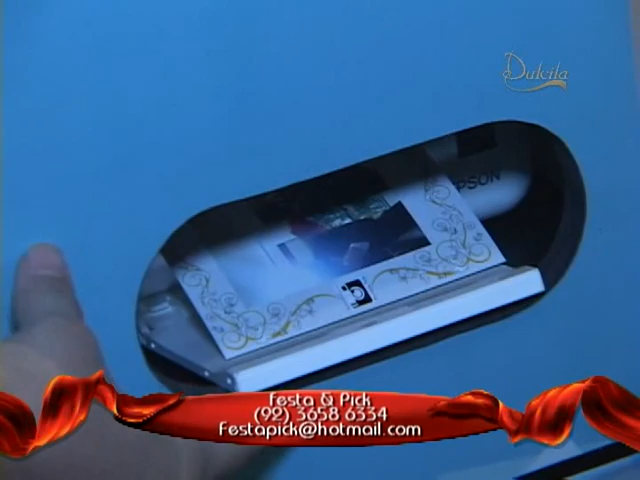 Dulcila
PSON
Festa & Pick
(92) 3658 6334
Festapick@hotmail.com